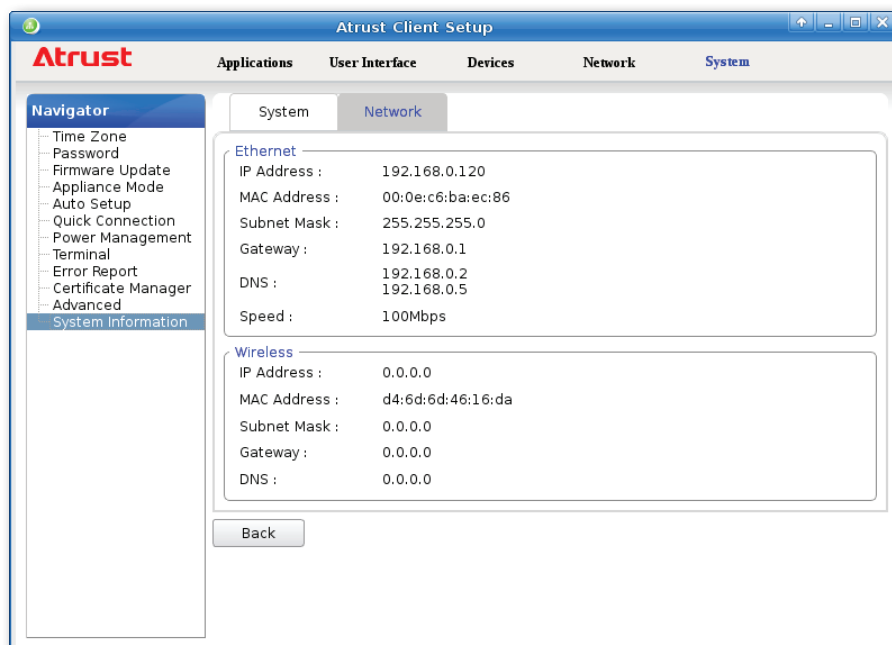 Atrust Client Setup
Atrust
Applications User Interface Devices Network System
Navigator
Time Zone
Password
Firmware Update
Appliance Mode
Auto Setup
Quick Connection
Power Management
Terminal
Error Report
Certificate Manager
Advanced
System Information
System Network
Ethernet
IP Address : 192.168.0.120
MAC Address : 00:0e:c6:ba:ec:86
Subnet Mask : 255.255.255.0
Gateway : 192.168.0.1
DNS : 192.168.0.2
192.168.0.5
Speed : 100Mbps
Wireless
IP Address : 0.0.0.0
MAC Address : d4:6d:6d:46:16:da
Subnet Mask : 0.0.0.0
Gateway : 0.0.0.0
DNS : 0.0.0.0
Back